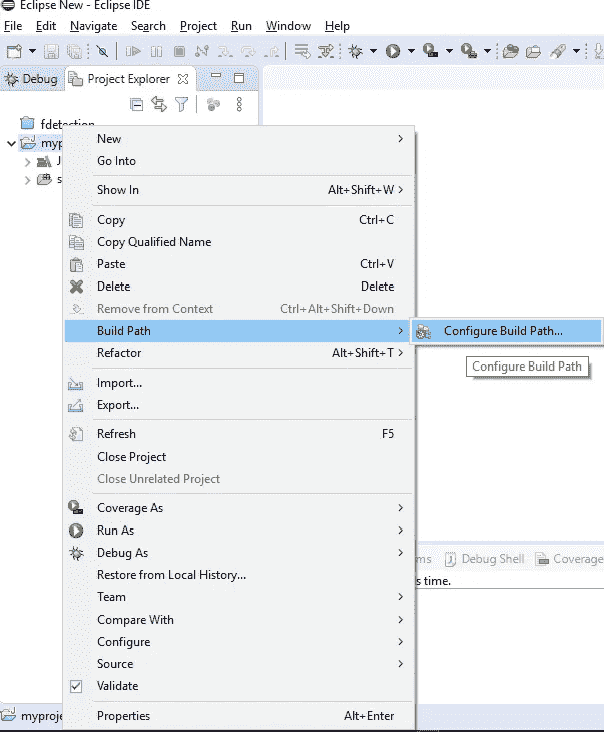 Eclipse New - Eclipse IDE
File Edit Navigate Search Project Run Window Help
Debug Project Explorer
fdetection
myp
J
s
New
Go Into
Show In Alt+Shift+W
Copy Ctrl+C
Copy Qualified Name
Paste Ctrl+V
Delete Delete
Remove from Context Ctrl+Alt+Shift+Down
Build Path Configure Build Path...
Refactor Alt+Shift+T
Configure Build Path
Import...
Export...
Refresh F5
Close Project
Close Unrelated Project
Coverage As
Run As
Debug As
ms Debug Shell Coverage
Restore from Local History...
s time.
Team
Compare With
Configure
Source
Validate
myproje
Properties Alt+Enter